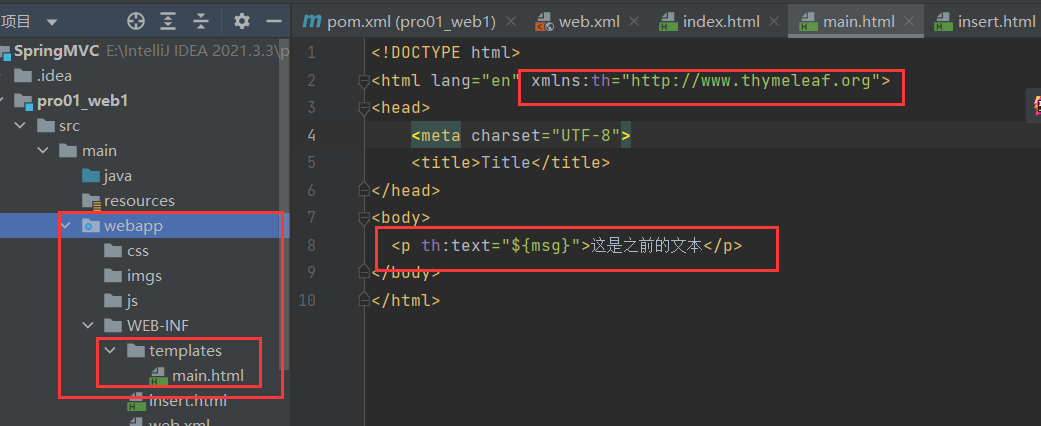 项目
SpringMVC E:\IntelliJ IDEA 2021.3.3\p
.idea
pro01_web1
src
main
java
resources
webapp
css
imgs
js
WEB-INF
templates
main.html
insert.html
web.xml
pom.xml (pro01_web1) web.xml index.html main.html insert.html
1 <!DOCTYPE html>
2 <html lang="en" xmlns:th="http://www.thymeleaf.org">
3 <head>
4 <meta charset="UTF-8">
5 <title>Title</title>
6 </head>
7 <body>
8 <p th:text="${msg}">这是之前的文本</p>
9 </body>
10 </html>